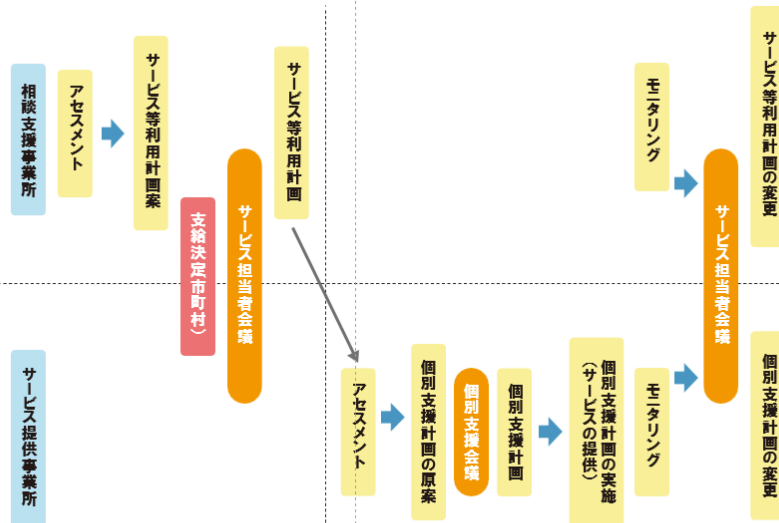 相談支援事業所
アセスメント
サービス等利用計画案
支給決定市町村）
サービス担当者会議
サービス等利用計画
モニタリング
サービス担当者会議
サービス等利用計画の変更
サービス提供事業所
アセスメント
個別支援計画の原案
個別支援会議
個別支援計画
個別支援計画の実施
（サービスの提供）
モニタリング
個別支援計画の変更